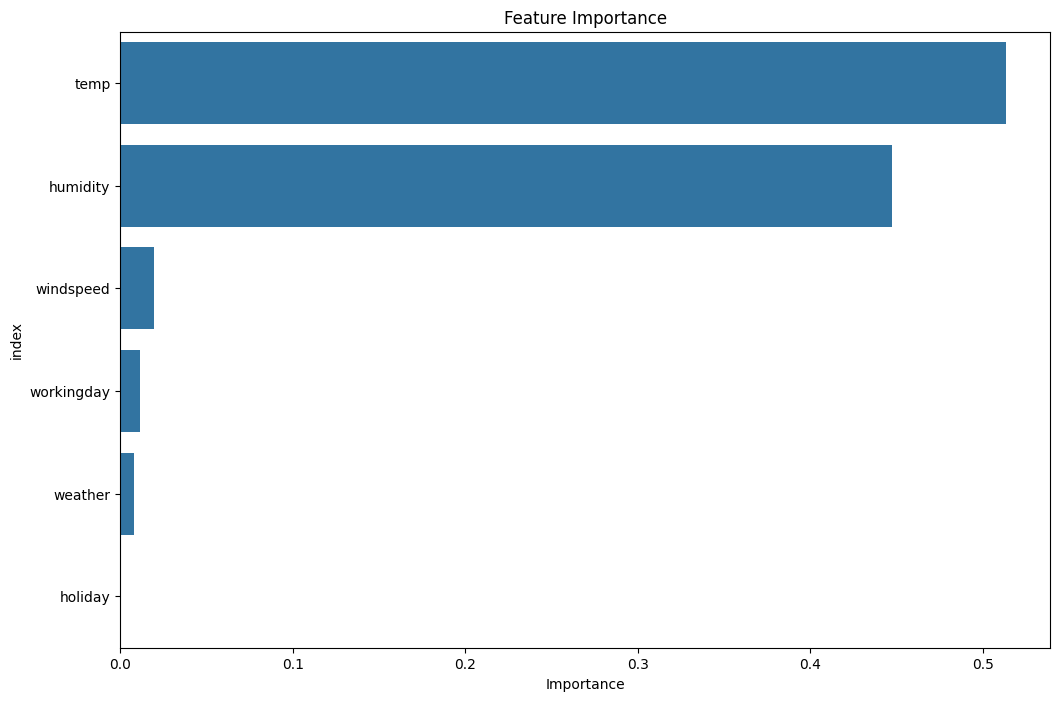 Feature Importance
temp
humidity
windspeed
workingday
weather
holiday
index
0.0 0.1 0.2 0.3 0.4 0.5
Importance